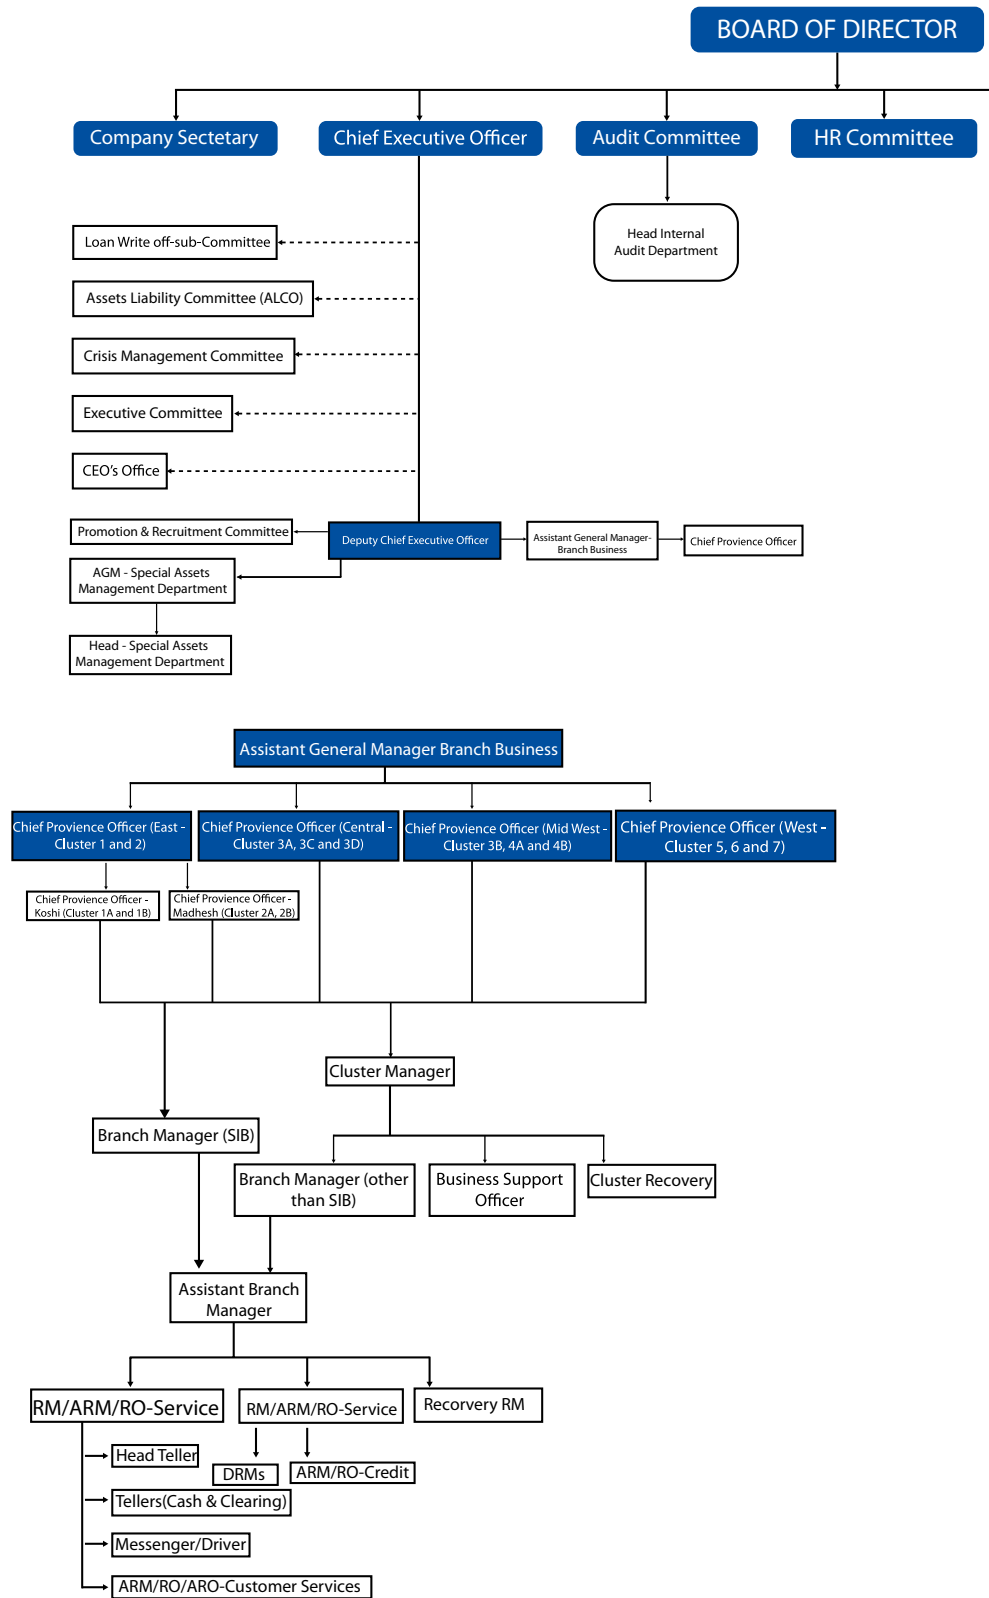 BOARD OF DIRECTOR
Company Sectetary
Chief Executive Officer
Audit Committee
HR Committee
Head Internal
Audit Department
Loan Write off-sub-Committee
Assets Liability Committee (ALCO)
Crisis Management Committee
Executive Committee
CEO's Office
Promotion & Recruitment Committee
Deputy Chief Executive Officer
Assistant General Manager-
Branch Business
Chief Provience Officer
AGM - Special Assets
Management Department
Head - Special Assets
Management Department
Assistant General Manager Branch Business
Chief Provience Officer (East -
Cluster 1 and 2)
Chief Provience Officer (Central -
Cluster 3A, 3C and 3D)
Chief Provience Officer (Mid West -
Cluster 3B, 4A and 4B)
Chief Provience Officer (West -
Cluster 5, 6 and 7)
Chief Provience Officer -
Koshi (Cluster 1A and 1B)
Chief Provience Officer -
Madhesh (Cluster 2A, 2B)
Cluster Manager
Branch Manager (SIB)
Branch Manager (other
than SIB)
Business Support
Officer
Cluster Recovery
Assistant Branch
Manager
RM/ARM/RO-Service
RM/ARM/RO-Service
Recorvery RM
Head Teller
DRMs
ARM/RO-Credit
Tellers(Cash & Clearing)
Messenger/Driver
ARM/RO/ARO-Customer Services